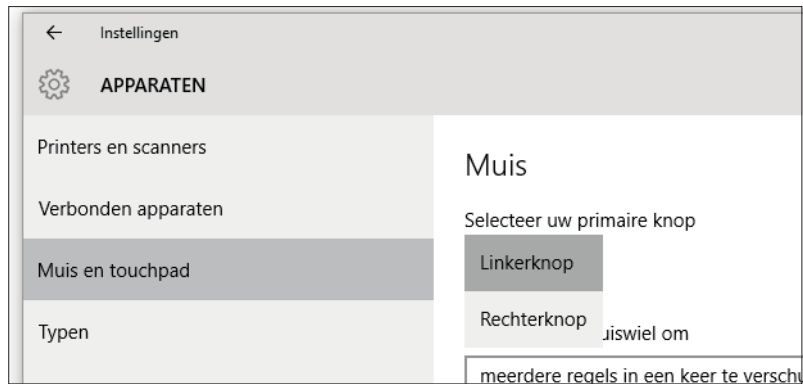 Instellingen
APPARATEN
Printers en scanners
Verbonden apparaten
Muis en touchpad
Typen
Muis
Selecteer uw primaire knop
Linkerknop
Rechterknop
om
meerdere regels in een keer te